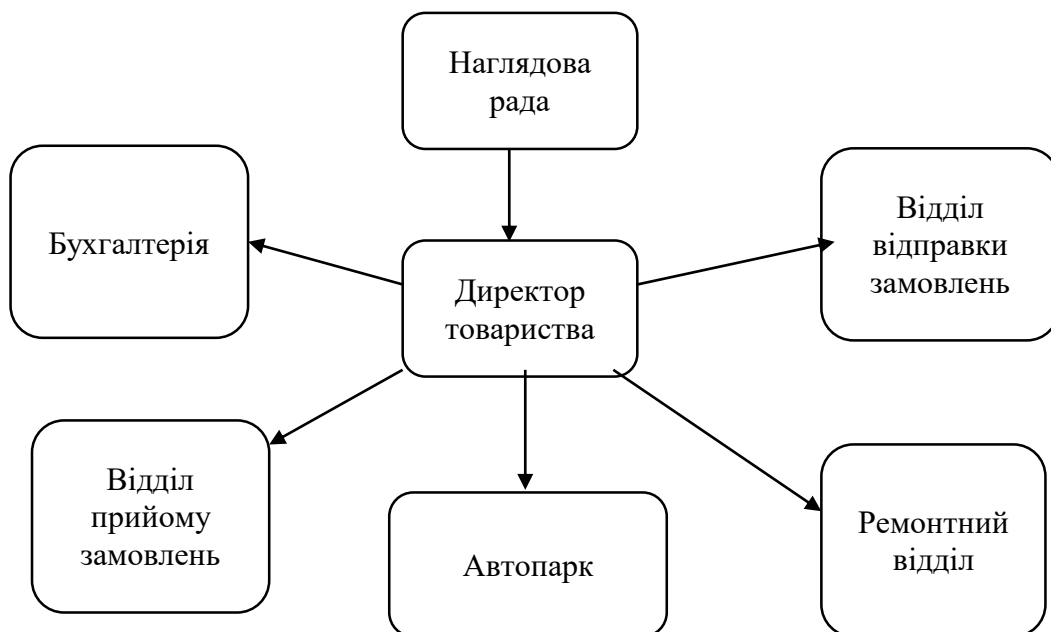 Наглядова
рада
Бухгалтерія
Директор
товариства
Відділ
відправки
замовлень
Відділ
прийому
замовлень
Автопарк
Ремонтний
відділ